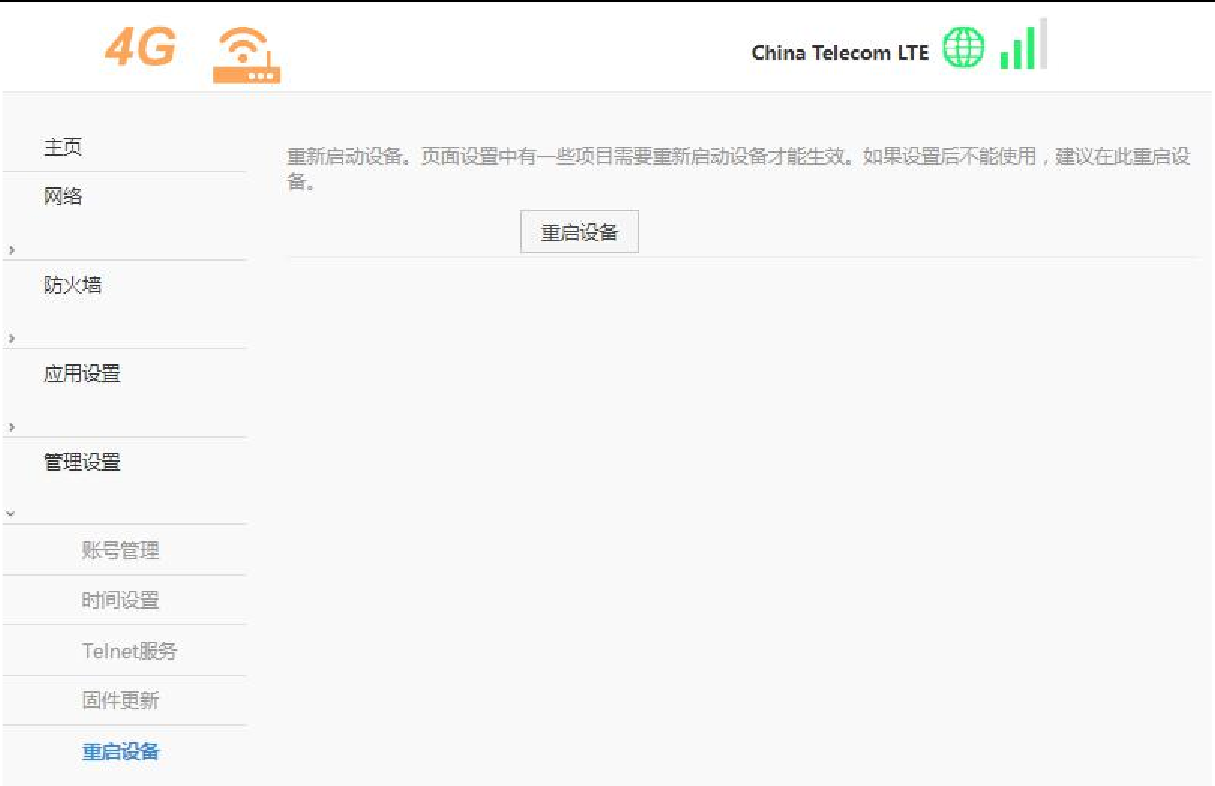 4G
China Telecom LTE
主页
网络
防火墙
应用设置
管理设置
账号管理
时间设置
Telnet服务
固件更新
重启设备
重新启动设备。页面设置中有一些项目需要重新启动设备才能生效。如果设置后不能使用，建议在此重启设
备。
重启设备